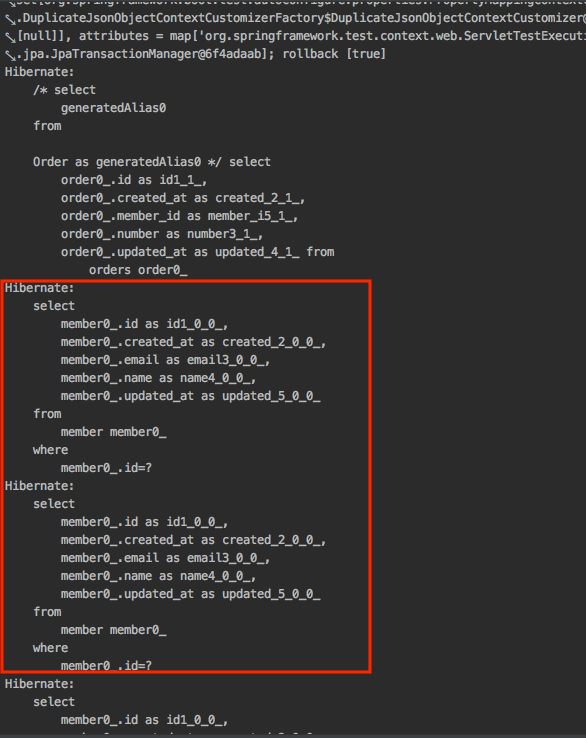 .DuplicateJsonObjectContextCustomizerFactory$DuplicateJsonObjectContextCustomizer@
[null]], attributes = map['org.springframework.test.context.web.ServletTestExecuti
.jpa.JpaTransactionManager@6f4adaab]; rollback [true]
Hibernate:
    /* select
        generatedAlias0
    from

    Order as generatedAlias0 */ select
        order0_.id as id1_1_,
        order0_.created_at as created_2_1_,
        order0_.member_id as member_i5_1_,
        order0_.number as number3_1_,
        order0_.updated_at as updated_4_1_ from
            orders order0_
Hibernate:
    select
        member0_.id as id1_0_0_,
        member0_.created_at as created_2_0_0_,
        member0_.email as email3_0_0_,
        member0_.name as name4_0_0_,
        member0_.updated_at as updated_5_0_0_
    from
        member member0_
    where
        member0_.id=?
Hibernate:
    select
        member0_.id as id1_0_0_,
        member0_.created_at as created_2_0_0_,
        member0_.email as email3_0_0_,
        member0_.name as name4_0_0_,
        member0_.updated_at as updated_5_0_0_
    from
        member member0_
    where
        member0_.id=?
Hibernate:
    select
        member0_.id as id1_0_0_,